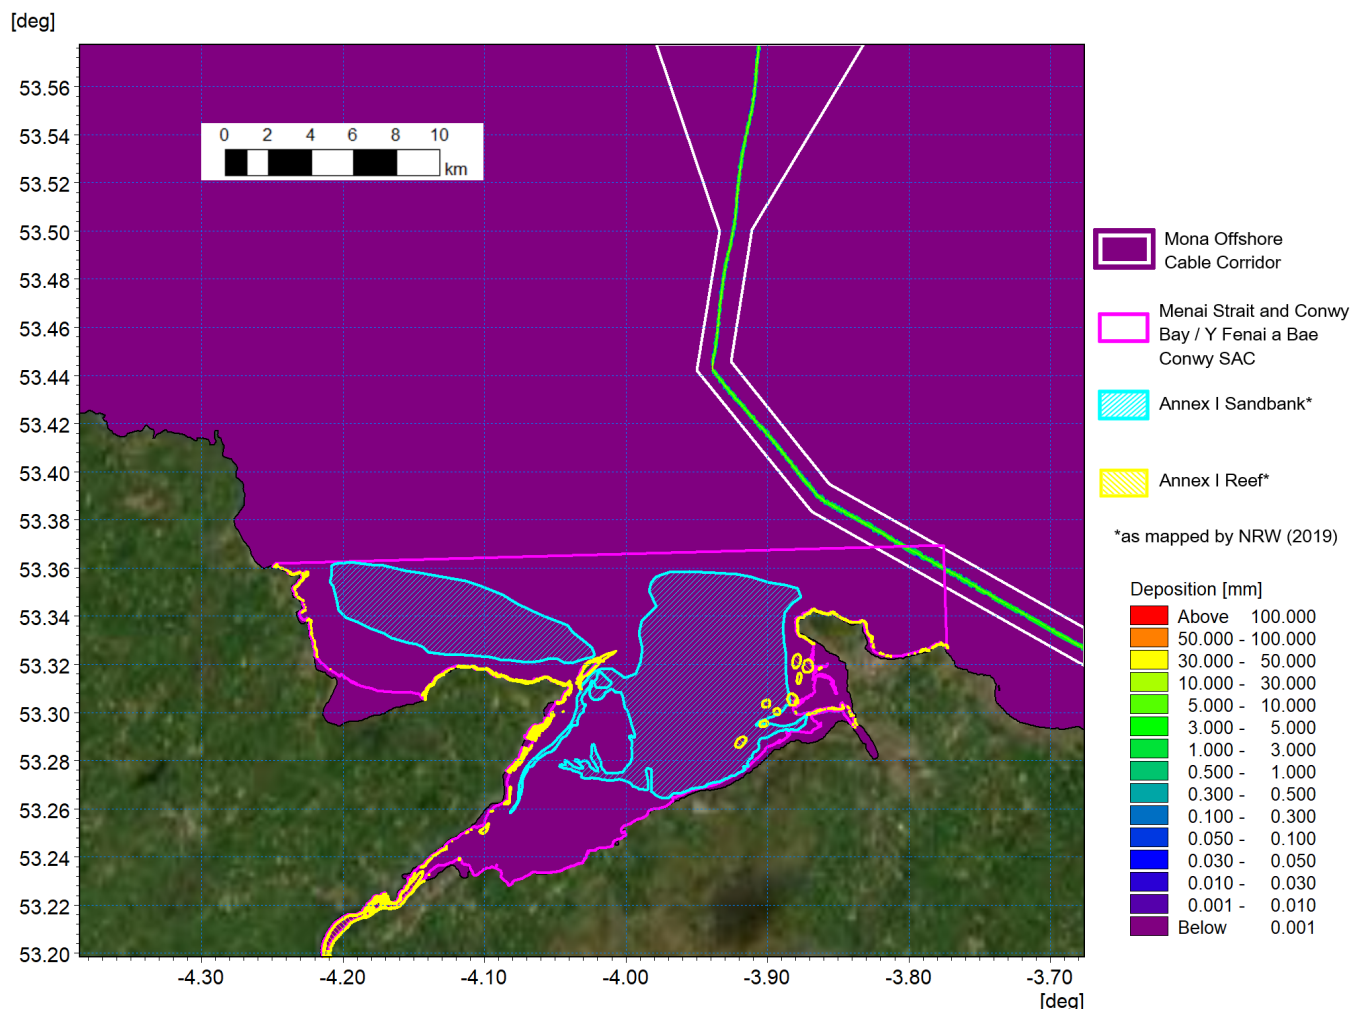 [deg]
53.56
53.54
53.52
53.50
53.48
53.46
53.44
53.42
53.40
53.38
53.36
53.34
53.32
53.30
53.28
53.26
53.24
53.22
53.20
0 2 4 6 8 10
km
-4.30 -4.20 -4.10 -4.00 -3.90 -3.80 -3.70
[deg]
Mona Offshore
Cable Corridor
Menai Strait and Conwy
Bay / Y Fenai a Bae
Conwy SAC
Annex I Sandbank*
Annex I Reef*
*as mapped by NRW (2019)
Deposition [mm]
Above 100.000
50.000 - 100.000
30.000 - 50.000
10.000 - 30.000
5.000 - 10.000
3.000 - 5.000
1.000 - 3.000
0.500 - 1.000
0.300 - 0.500
0.100 - 0.300
0.050 - 0.100
0.030 - 0.050
0.010 - 0.030
0.001 - 0.010
Below 0.001